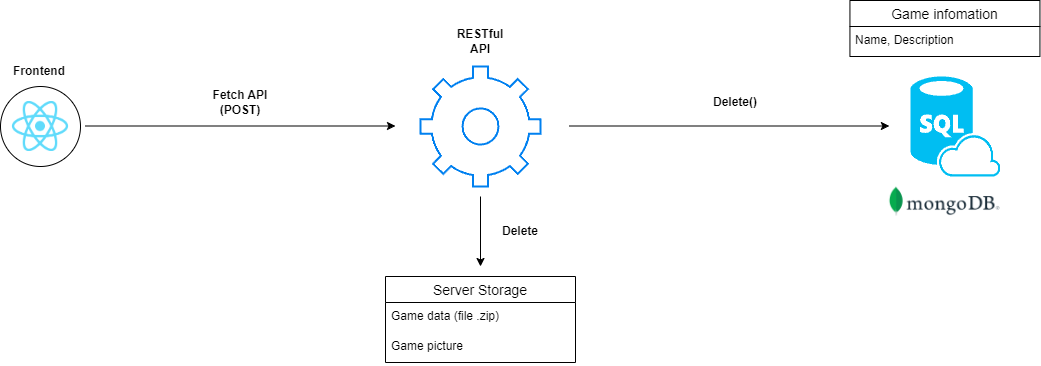 Frontend
Fetch API
(POST)
RESTful
API
Delete()
Game infomation
Name, Description
SQL
mongoDB.
Delete
Server Storage
Game data (file .zip)
Game picture